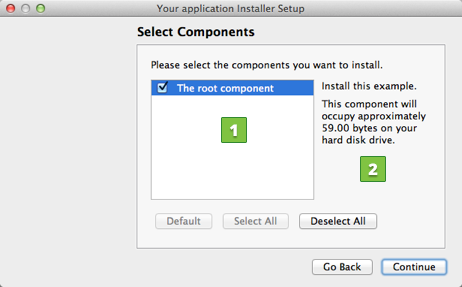 Your application Installer Setup
Select Components
Please select the components you want to install.
The root component
Install this example.
This component will
occupy approximately
59.00 bytes on your
hard disk drive.
1
2
Default
Select All
Deselect All
Go Back
Continue